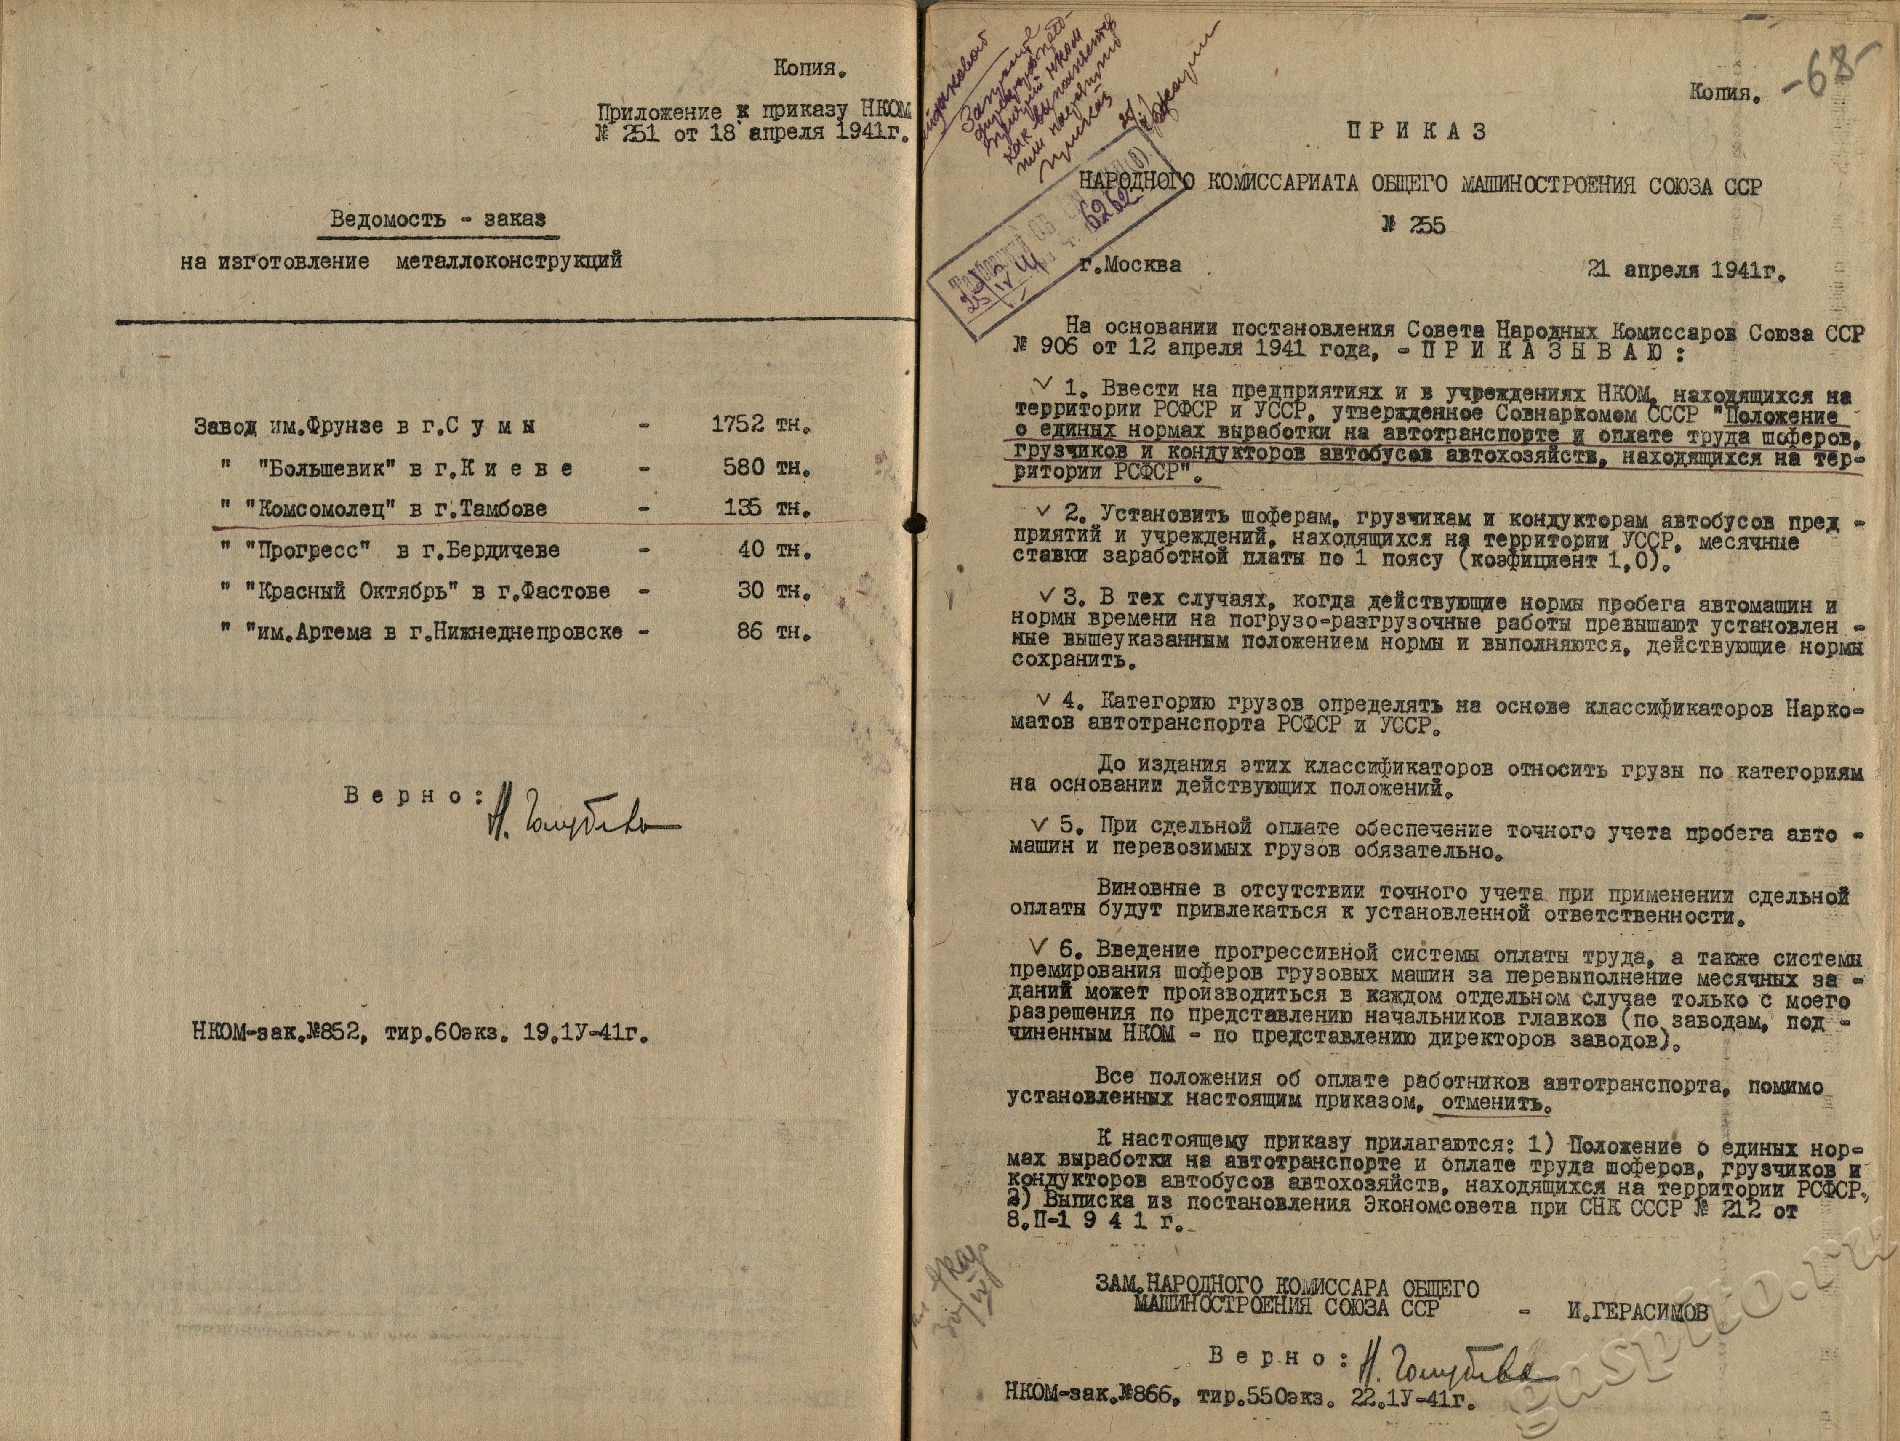 Копия.
Приложение к приказу НКОМ
№ 251 от 18 апреля 1941г.
Ведомость - заказ
на изготовление металлоконструкций
Завод им.Фрунзе в г.С у м ы - 1752 тн.
" "Большевик" в г.К и е в е - 580 тн.
" "Комсомолец" в г.Тамбове - 135 тн.
" "Прогресс" в г.Бердичеве - 40 тн.
" "Красный Октябрь" в г.Фастове - 30 тн.
" "им.Артема в г.Нижнеднепровске - 86 тн.
В е р н о : Н. Голубева
НКОМ-зак.№852, тир.60экз. 19.1У-41г.
-68-
Копия.
П Р И К А З
НАРОДНОГО КОМИССАРИАТА ОБЩЕГО МАШИНОСТРОЕНИЯ СОЮЗА ССР
№ 255
г.Москва 21 апреля 1941г.
6262
На основании постановления Совета Народных Комиссаров Союза ССР
№ 906 от 12 апреля 1941 года, - П Р И К А З Ы В А Ю :
1. Ввести на предприятиях и в учреждениях НКОМ, находящихся на
территории РСФСР и УССР, утвержденное Совнаркомом СССР "Положение
о единых нормах выработки на автотранспорте и оплате труда шоферов,
грузчиков и кондукторов автобусов автохозяйств, находящихся на тер-
ритории РСФСР".
2. Установить шоферам, грузчикам и кондукторам автобусов пред -
приятий и учреждений, находящихся на территории УССР, месячные
ставки заработной платы по 1 поясу (коэфициент 1,0).
3. В тех случаях, когда действующие нормы пробега автомашин и
нормы времени на погрузо-разгрузочные работы превышают установлен -
ные вышеуказанным положением нормы и выполняются, действующие нормы
сохранить.
4. Категорию грузов определять на основе классификаторов Нарко-
матов автотранспорта РСФСР и УССР.
До издания этих классификаторов относить грузы по категориям
на основании действующих положений.
5. При сдельной оплате обеспечение точного учета пробега авто -
машин и перевозимых грузов обязательно.
Виновные в отсутствии точного учета при применении сдельной
оплаты будут привлекаться к установленной ответственности.
6. Введение прогрессивной системы оплаты труда, а также системы
премирования шоферов грузовых машин за перевыполнение месячных за -
даний может производиться в каждом отдельном случае только с моего
разрешения по представлению начальников главков (по заводам, под -
чиненным НКОМ - по представлению директоров заводов).
Все положения об оплате работников автотранспорта, помимо
установленных настоящим приказом, отменить.
К настоящему приказу прилагаются: 1) Положение о единых нор-
мах выработки на автотранспорте и оплате труда шоферов, грузчиков и
кондукторов автобусов автохозяйств, находящихся на территории РСФСР,
2) Выписка из постановления Экономсовета при СНК СССР № 212 от
8.П-1 9 4 1 г.
ЗАМ.НАРОДНОГО КОМИССАРА ОБЩЕГО
МАШИНОСТРОЕНИЯ СОЮЗА ССР - И.ГЕРАСИМОВ
В е р н о : Н. Голубева
НКОМ-зак.№866, тир.550экз. 22.1У-41г.
gaspito.ru